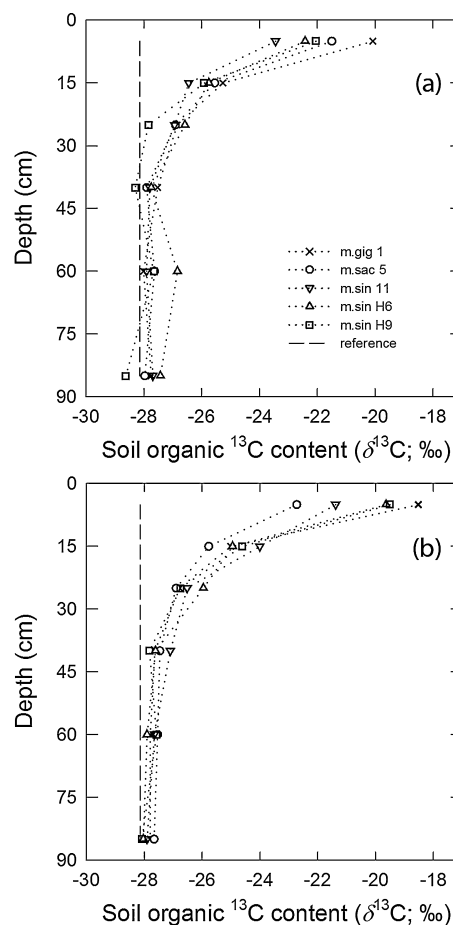 0
15
30
45
60
75
90
Depth (cm)
(a)
m.gig 1
m.sac 5
m.sin 11
m.sin H6
m.sin H9
reference
-30 -28 -26 -24 -22 -20 -18
Soil organic ¹³C content (δ¹³C; ‰)
0
15
30
45
60
75
90
Depth (cm)
(b)
-30 -28 -26 -24 -22 -20 -18
Soil organic ¹³C content (δ¹³C; ‰)